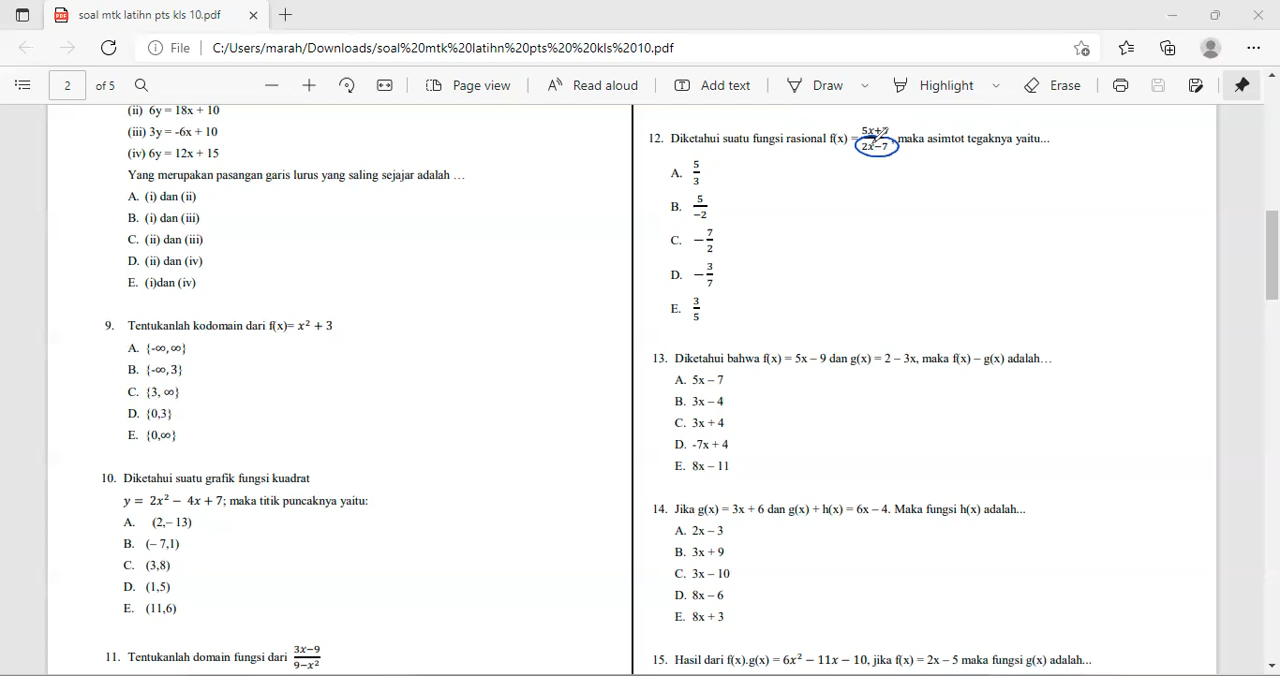 soal mtk latihn pts kls 10.pdf
File C:/Users/marah/Downloads/soal%20mtk%20latihn%20pts%20%20kls%2010.pdf
2 of 5 Page view Read aloud Add text Draw Highlight Erase
(ii) 6y = 18x + 10
(iii) 3y = -6x + 10
(iv) 6y = 12x + 15
Yang merupakan pasangan garis lurus yang saling sejajar adalah …
A. (i) dan (ii)
B. (i) dan (iii)
C. (ii) dan (iii)
D. (ii) dan (iv)
E. (i)dan (iv)
9. Tentukanlah kodomain dari f(x)= x² + 3
A. {-∞, ∞}
B. {-∞, 3}
C. {3, ∞}
D. {0,3}
E. {0,∞}
10. Diketahui suatu grafik fungsi kuadrat
y = 2x² − 4x + 7; maka titik puncaknya yaitu:
A. (2,– 13)
B. (– 7,1)
C. (3,8)
D. (1,5)
E. (11,6)
11. Tentukanlah domain fungsi dari (3x−9)/(9−x²)
12. Diketahui suatu fungsi rasional f(x) = /(2x−7), maka asimtot tegaknya yaitu...
A. 5/3
B. 5/−2
C. −7/2
D. −3/7
E. 3/5
13. Diketahui bahwa f(x) = 5x – 9 dan g(x) = 2 – 3x, maka f(x) – g(x) adalah…
A. 5x – 7
B. 3x – 4
C. 3x + 4
D. -7x + 4
E. 8x – 11
14. Jika g(x) = 3x + 6 dan g(x) + h(x) = 6x – 4. Maka fungsi h(x) adalah...
A. 2x – 3
B. 3x + 9
C. 3x – 10
D. 8x – 6
E. 8x + 3
15. Hasil dari f(x).g(x) = 6x² − 11x − 10, jika f(x) = 2x – 5 maka fungsi g(x) adalah...